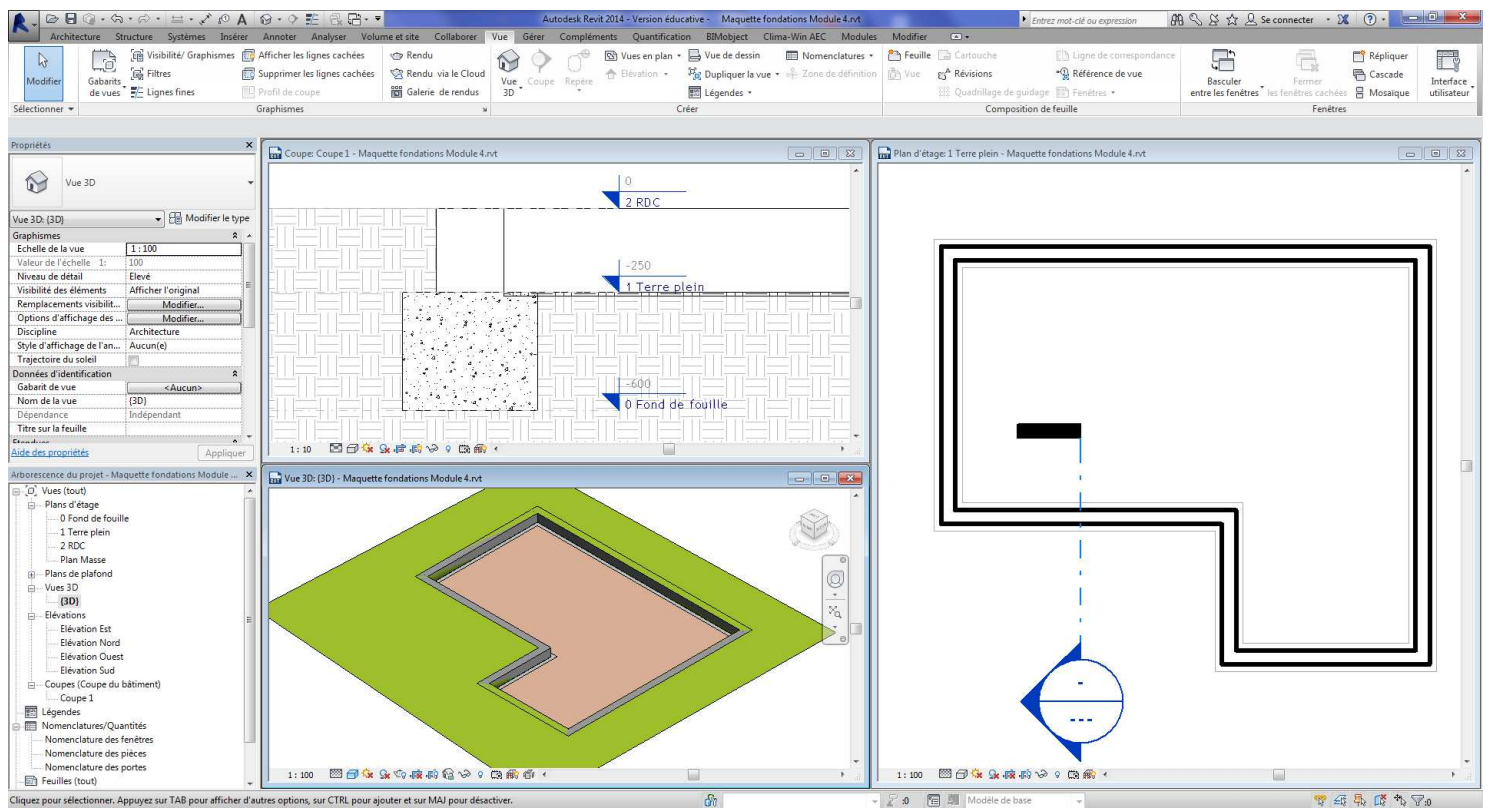 Autodesk Revit 2014 - Version éducative - Maquette fondations Module 4.rvt
Entrez mot-clé ou expression
Se connecter
Architecture Structure Systèmes Insérer Annoter Analyser Volume et site Collaborer Vue Gérer Compléments Quantification BIMobject Clima-Win AEC Modules Modifier
Modifier
Sélectionner
Gabarits de vues
Visibilité/ Graphismes
Filtres
Lignes fines
Afficher les lignes cachées
Supprimer les lignes cachées
Profil de coupe
Graphismes
Rendu
Rendu via le Cloud
Galerie de rendus
Vue 3D
Coupe
Repère
Vues en plan
Élévation
Vue de dessin
Dupliquer la vue
Légendes
Nomenclatures
Zone de définition
Créer
Feuille
Vue
Cartouche
Révisions
Quadrillage de guidage
Ligne de correspondance
Référence de vue
Fenêtres
Composition de feuille
Basculer entre les fenêtres
Fermer les fenêtres cachées
Répliquer
Cascade
Mosaïque
Fenêtres
Interface utilisateur
Propriétés
Vue 3D
Vue 3D: {3D}
Modifier le type
Graphismes
Echelle de la vue 1 : 100
Valeur de l'échelle 1: 100
Niveau de détail Elevé
Visibilité des éléments Afficher l'original
Remplacements visibilit... Modifier...
Options d'affichage des ... Modifier...
Discipline Architecture
Style d'affichage de l'an... Aucun(e)
Trajectoire du soleil
Données d'identification
Gabarit de vue <Aucun>
Nom de la vue {3D}
Dépendance Indépendant
Titre sur la feuille
Etendues
Aide des propriétés
Appliquer
Arborescence du projet - Maquette fondations Module ...
Vues (tout)
Plans d'étage
0 Fond de fouille
1 Terre plein
2 RDC
Plan Masse
Plans de plafond
Vues 3D
{3D}
Elévations
Elévation Est
Elévation Nord
Elévation Ouest
Elévation Sud
Coupes (Coupe du bâtiment)
Coupe 1
Légendes
Nomenclatures/Quantités
Nomenclature des fenêtres
Nomenclature des pièces
Nomenclature des portes
Feuilles (tout)
Coupe: Coupe 1 - Maquette fondations Module 4.rvt
0
2 RDC
-250
1 Terre plein
-600
0 Fond de fouille
1 : 10
Vue 3D: {3D} - Maquette fondations Module 4.rvt
1 : 100
Plan d'étage: 1 Terre plein - Maquette fondations Module 4.rvt
-
---
1 : 100
Cliquez pour sélectionner. Appuyez sur TAB pour afficher d'autres options, sur CTRL pour ajouter et sur MAJ pour désactiver.
:0
Modèle de base
:0